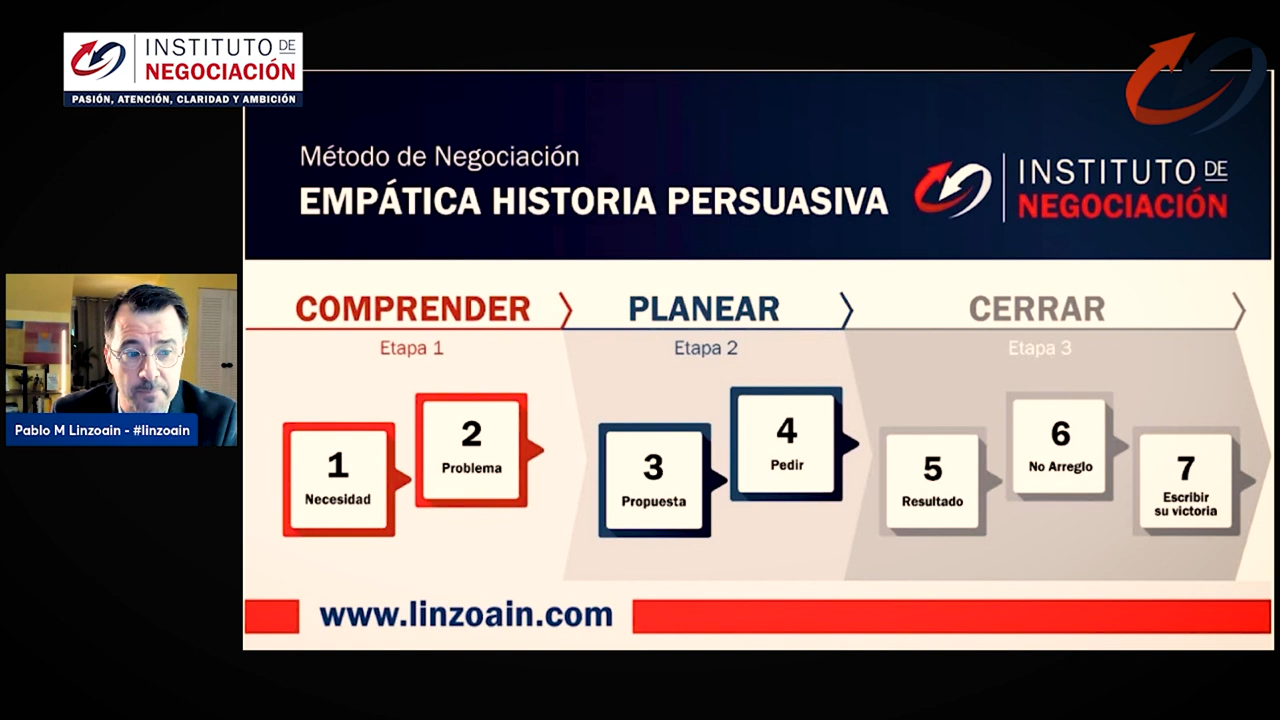 INSTITUTO DE
NEGOCIACIÓN
PASIÓN, ATENCIÓN, CLARIDAD Y AMBICIÓN
Método de Negociación
EMPÁTICA HISTORIA PERSUASIVA
INSTITUTO DE
NEGOCIACIÓN
COMPRENDER
PLANEAR
CERRAR
Etapa 1
Etapa 2
Etapa 3
1
Necesidad
2
Problema
3
Propuesta
4
Pedir
5
Resultado
6
No Arreglo
7
Escribir
su victoria
Pablo M Linzoain - #linzoain
www.linzoain.com